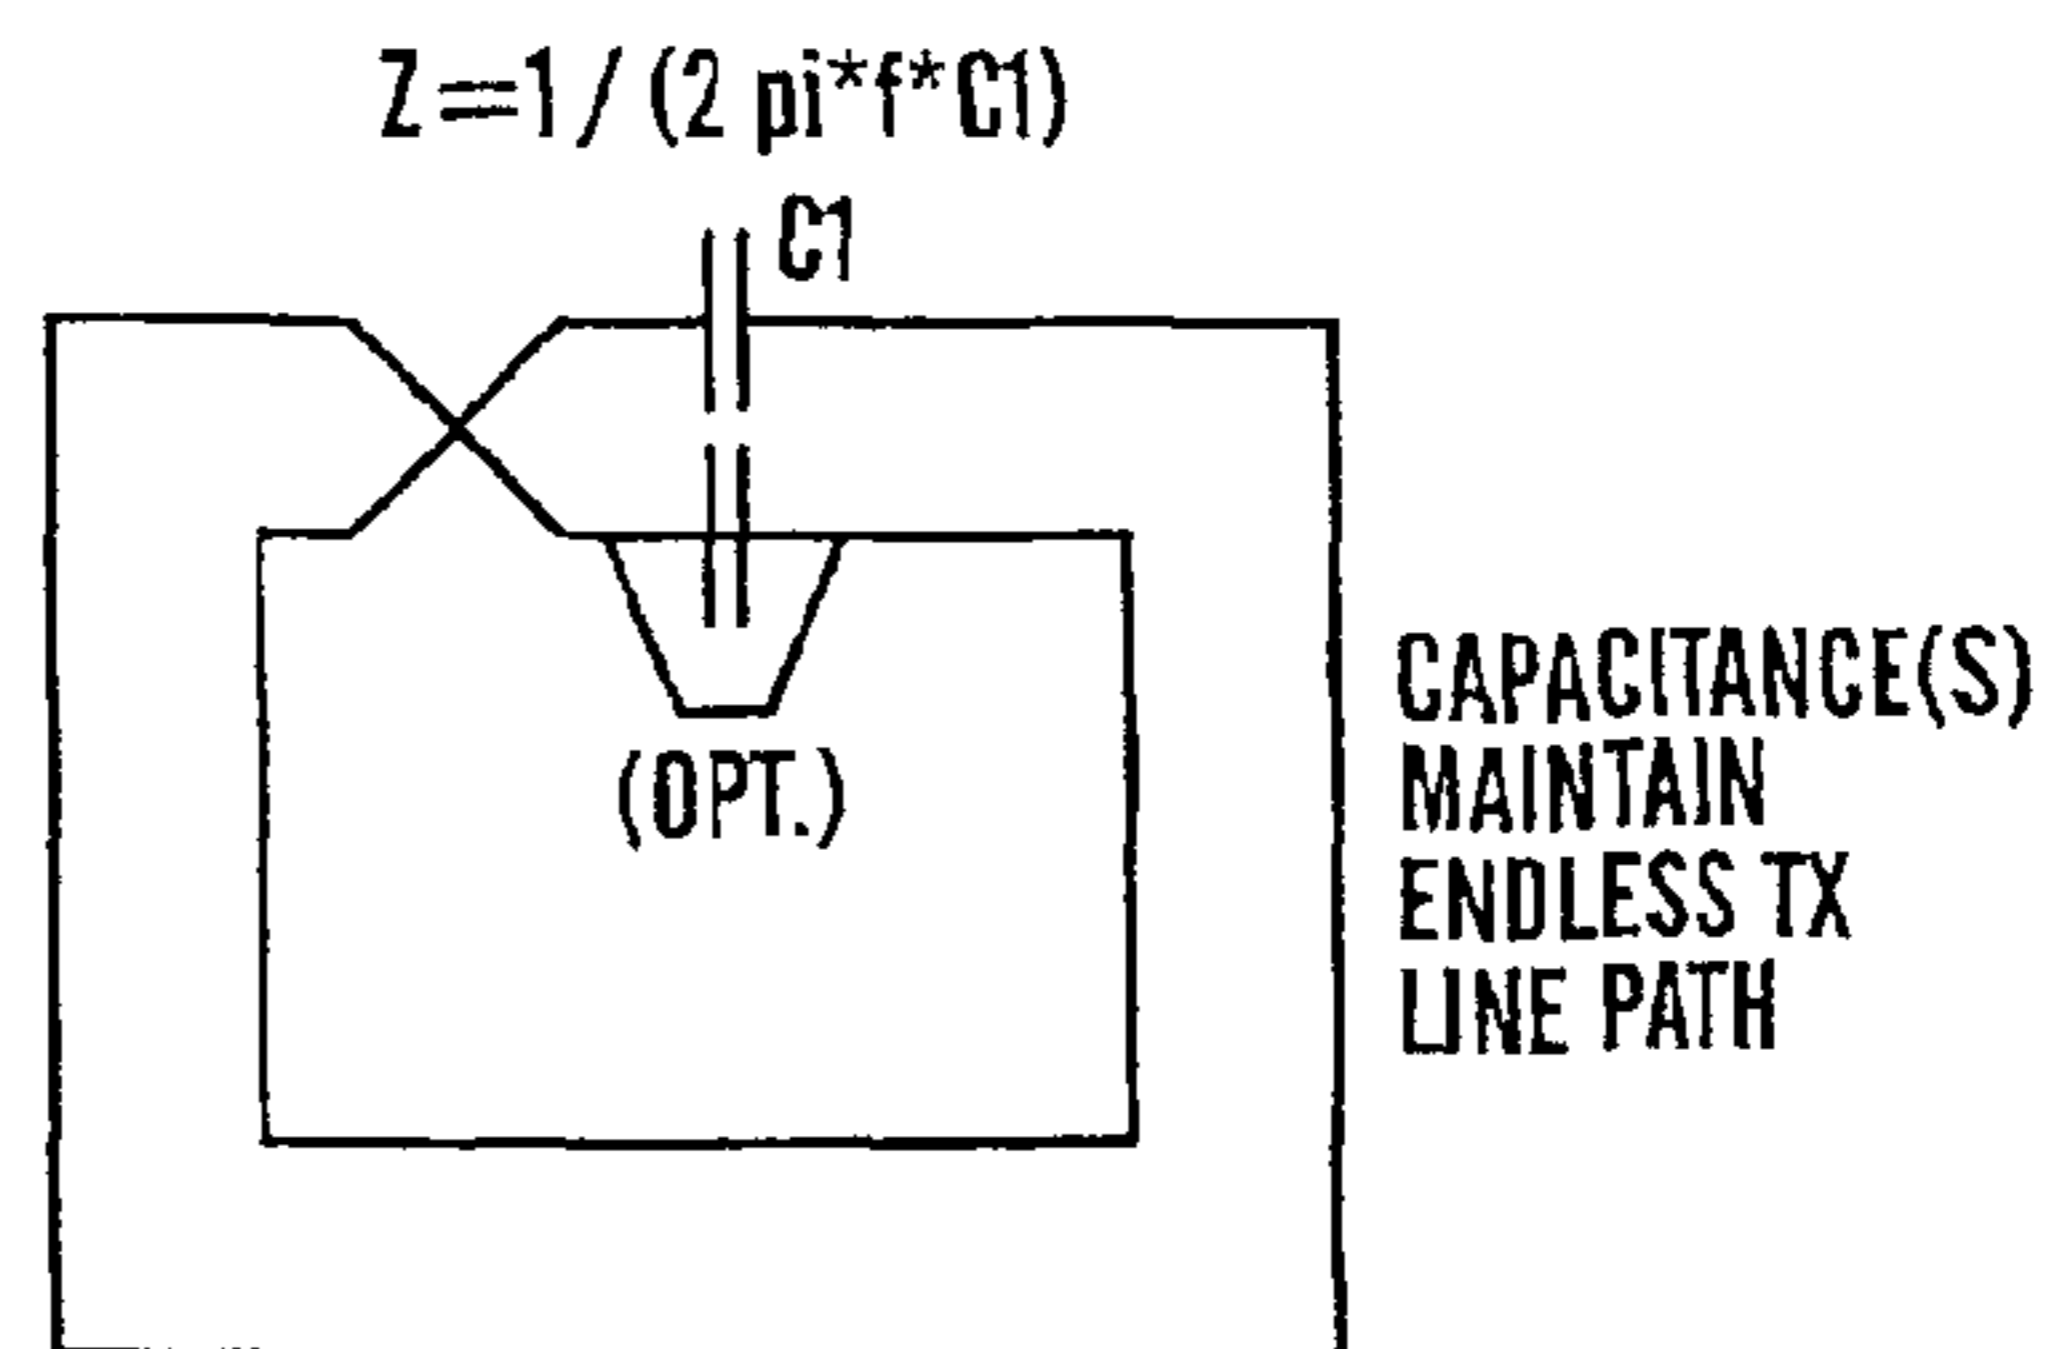 Z=1/(2 pi*f*C1)
C1
(OPT.)
CAPACITANCE(S)
MAINTAIN
ENDLESS TX
LINE PATH